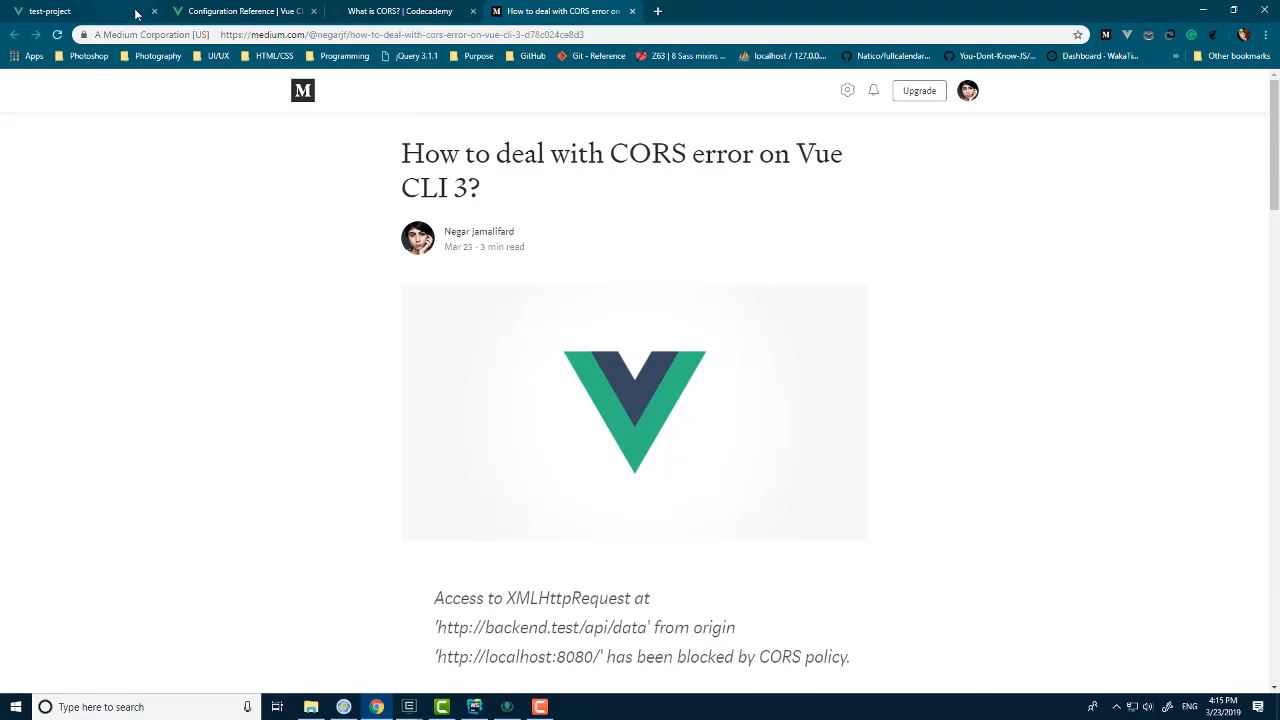 test-project
Configuration Reference | Vue Cl
What is CORS? | Codecademy
How to deal with CORS error on
A Medium Corporation [US]
https://medium.com/@negarjf/how-to-deal-with-cors-error-on-vue-cli-3-d78c024ce8d3
Apps
Photoshop
Photography
UI/UX
HTML/CSS
Programming
jQuery 3.1.1
Purpose
GitHub
Git - Reference
Z63 | 8 Sass mixins ...
localhost / 127.0.0...
Natico/fullcalendar...
You-Dont-Know-JS/...
Dashboard · WakaTi...
»
Other bookmarks
M
Upgrade
How to deal with CORS error on Vue
CLI 3?
Negar Jamalifard
Mar 23 · 3 min read
Access to XMLHttpRequest at
'http://backend.test/api/data' from origin
'http://localhost:8080/' has been blocked by CORS policy.
Type here to search
ENG
4:15 PM
3/23/2019